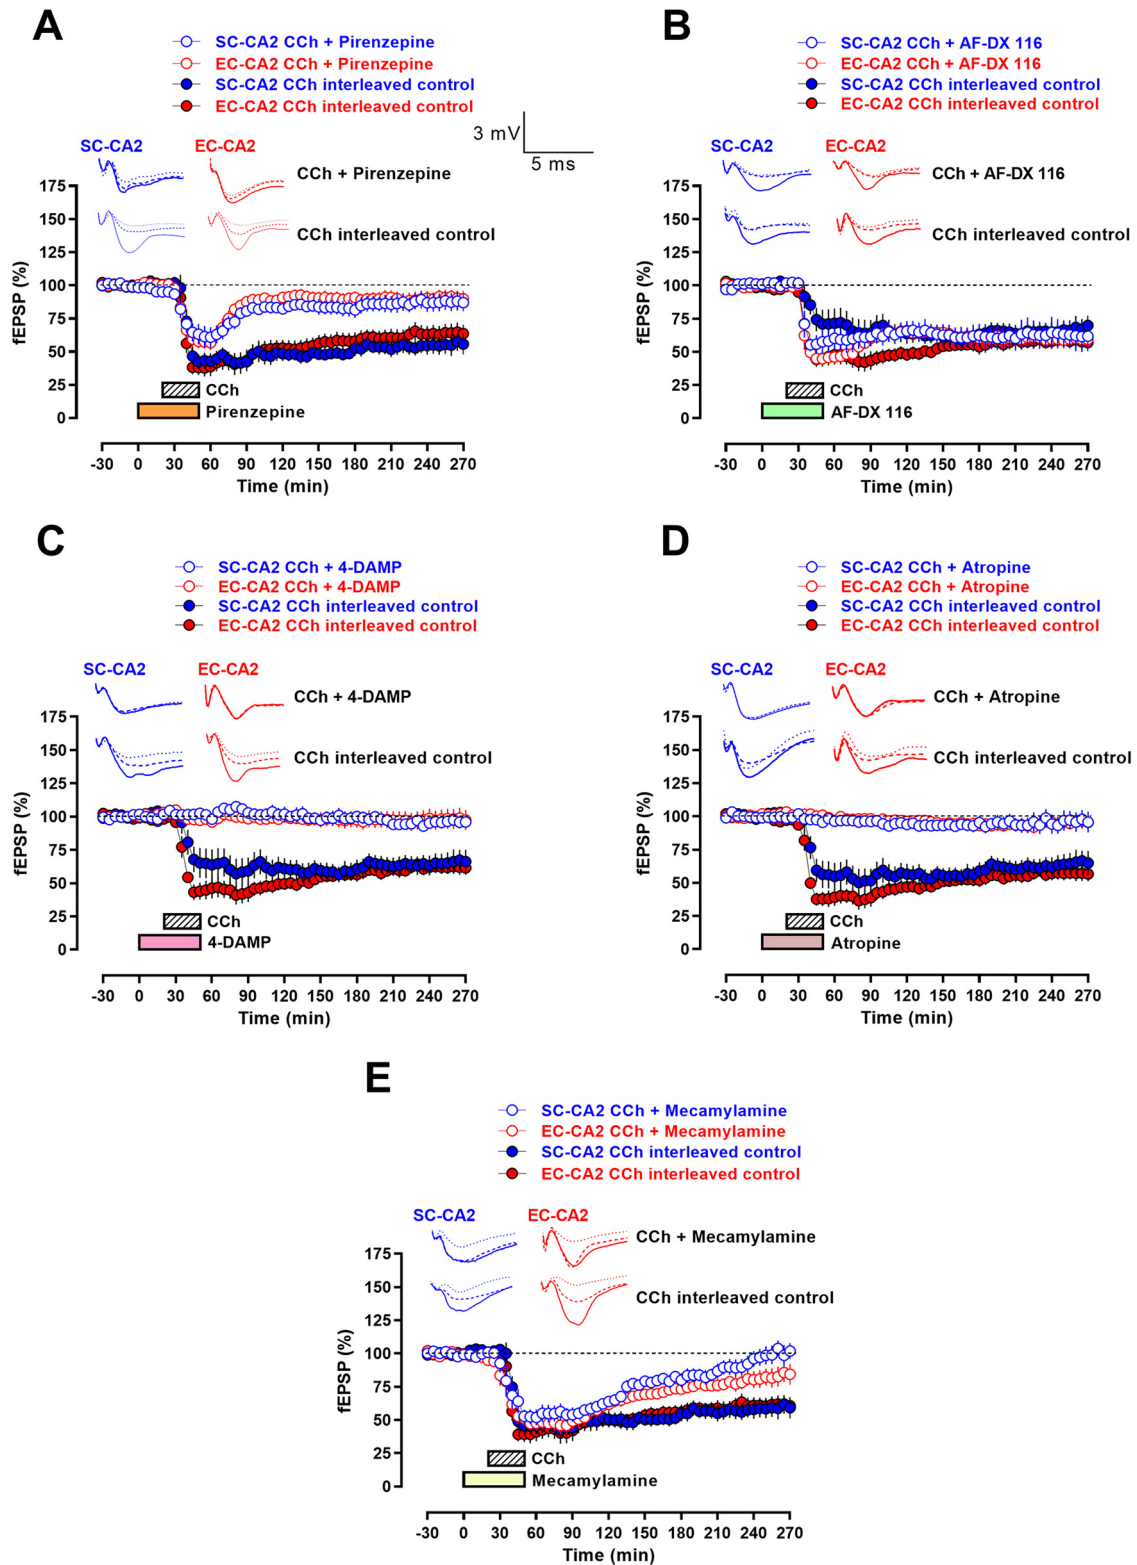 A
SC-CA2 CCh + Pirenzepine
EC-CA2 CCh + Pirenzepine
SC-CA2 CCh interleaved control
EC-CA2 CCh interleaved control
3 mV
5 ms
SC-CA2 EC-CA2
CCh + Pirenzepine
CCh interleaved control
fEPSP (%)
175
150
125
100
75
50
25
0
CCh
Pirenzepine
-30 0 30 60 90 120 150 180 210 240 270
Time (min)
B
SC-CA2 CCh + AF-DX 116
EC-CA2 CCh + AF-DX 116
SC-CA2 CCh interleaved control
EC-CA2 CCh interleaved control
SC-CA2 EC-CA2
CCh + AF-DX 116
CCh interleaved control
fEPSP (%)
175
150
125
100
75
50
25
0
CCh
AF-DX 116
-30 0 30 60 90 120 150 180 210 240 270
Time (min)
C
SC-CA2 CCh + 4-DAMP
EC-CA2 CCh + 4-DAMP
SC-CA2 CCh interleaved control
EC-CA2 CCh interleaved control
SC-CA2 EC-CA2
CCh + 4-DAMP
CCh interleaved control
fEPSP (%)
175
150
125
100
75
50
25
0
CCh
4-DAMP
-30 0 30 60 90 120 150 180 210 240 270
Time (min)
D
SC-CA2 CCh + Atropine
EC-CA2 CCh + Atropine
SC-CA2 CCh interleaved control
EC-CA2 CCh interleaved control
SC-CA2 EC-CA2
CCh + Atropine
CCh interleaved control
fEPSP (%)
175
150
125
100
75
50
25
0
CCh
Atropine
-30 0 30 60 90 120 150 180 210 240 270
Time (min)
E
SC-CA2 CCh + Mecamylamine
EC-CA2 CCh + Mecamylamine
SC-CA2 CCh interleaved control
EC-CA2 CCh interleaved control
SC-CA2 EC-CA2
CCh + Mecamylamine
CCh interleaved control
fEPSP (%)
175
150
125
100
75
50
25
0
CCh
Mecamylamine
-30 0 30 60 90 120 150 180 210 240 270
Time (min)